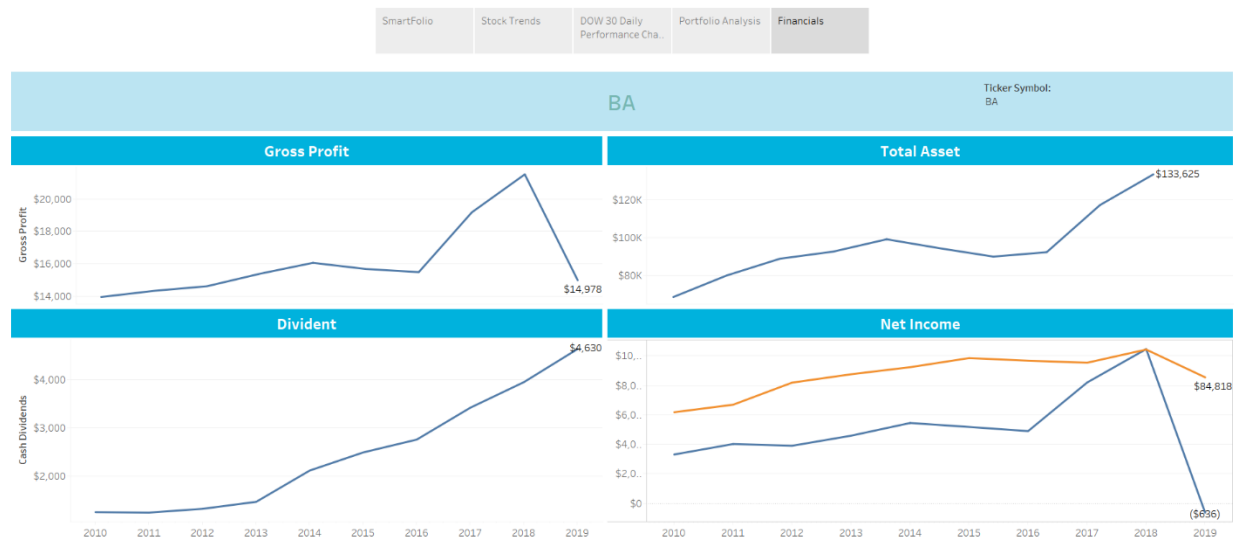 SmartFolio
Stock Trends
DOW 30 Daily
Performance Cha..
Portfolio Analysis
Financials
BA
Ticker Symbol:
BA
Gross Profit
Total Asset
Gross Profit
$20,000
$18,000
$16,000
$14,000
$14,978
$120K
$100K
$80K
$133,625
Divident
Net Income
Cash Dividends
$4,000
$3,000
$2,000
$4,630
2010 2011 2012 2013 2014 2015 2016 2017 2018 2019
$10,..
$8,0..
$6,0..
$4,0..
$2,0..
$0
$84,818
($636)
2010 2011 2012 2013 2014 2015 2016 2017 2018 2019